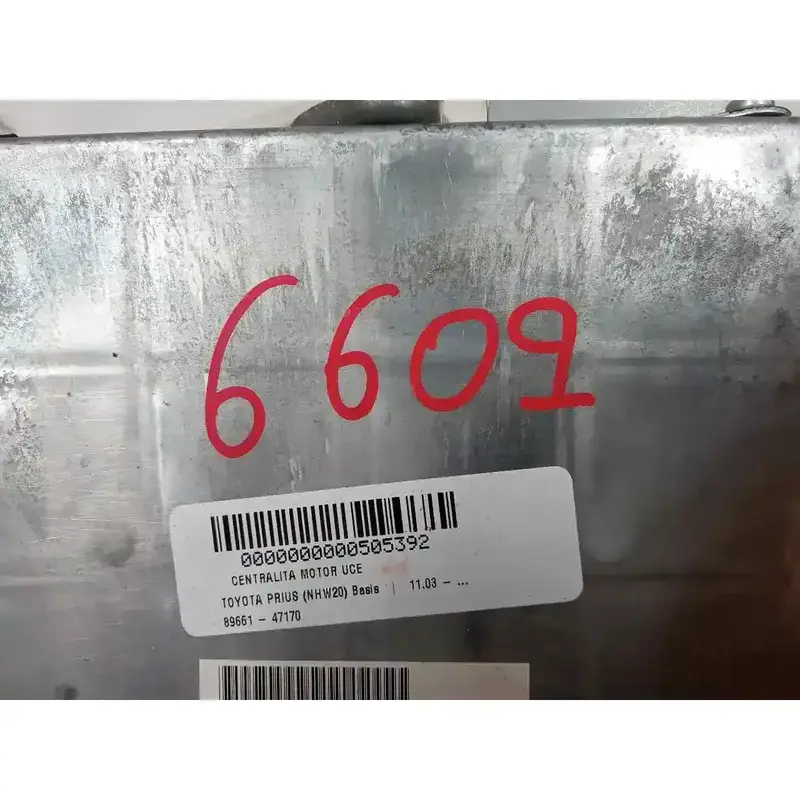 6609
0000000000505392
CENTRALITA MOTOR UCE
TOYOTA PRIUS (NHW20) Basis | 11.03 - ...
89661 - 47170